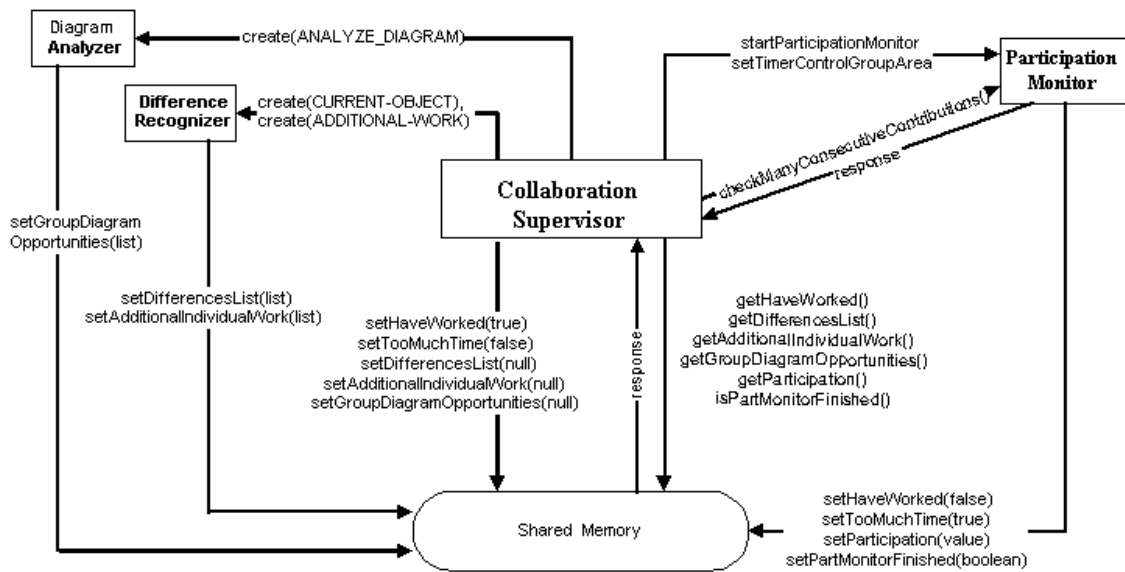 Diagram
Analyzer
create(ANALYZE_DIAGRAM)
startParticipationMonitor
setTimerControlGroupArea
Participation
Monitor
Difference
Recognizer
create(CURRENT-OBJECT),
create(ADDITIONAL-WORK)
checkManyConsecutiveContributions()
response
Collaboration
Supervisor
setGroupDiagram
Opportunities(list)
setDifferencesList(list)
setAdditionalIndividualWork(list)
setHaveWorked(true)
setTooMuchTime(false)
setDifferencesList(null)
setAdditionalIndividualWork(null)
setGroupDiagramOpportunities(null)
response
getHaveWorked()
getDifferencesList()
getAdditionalIndividualWork()
getGroupDiagramOpportunities()
getParticipation()
isPartMonitorFinished()
Shared Memory
setHaveWorked(false)
setTooMuchTime(true)
setParticipation(value)
setPartMonitorFinished(boolean)